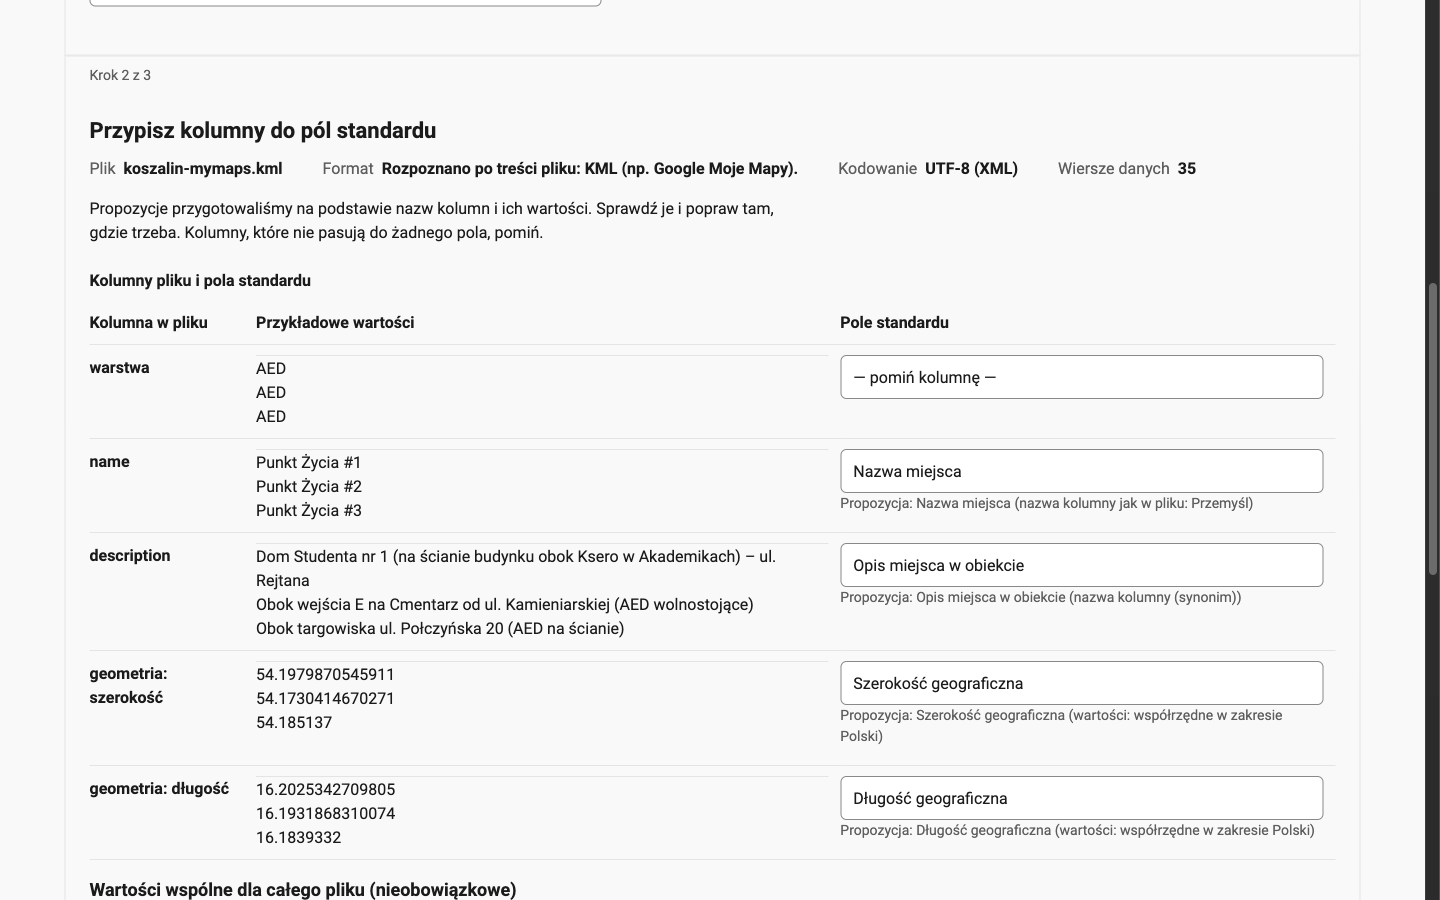 Krok 2 z 3
Przypisz kolumny do pól standardu
Plik koszalin-mymaps.kml Format Rozpoznano po treści pliku: KML (np. Google Moje Mapy). Kodowanie UTF-8 (XML) Wiersze danych 35
Propozycje przygotowaliśmy na podstawie nazw kolumn i ich wartości. Sprawdź je i popraw tam,
gdzie trzeba. Kolumny, które nie pasują do żadnego pola, pomiń.
Kolumny pliku i pola standardu
Kolumna w pliku Przykładowe wartości Pole standardu
warstwa
AED
AED
AED
— pomiń kolumnę —
name
Punkt Życia #1
Punkt Życia #2
Punkt Życia #3
Nazwa miejsca
Propozycja: Nazwa miejsca (nazwa kolumny jak w pliku: Przemyśl)
description
Dom Studenta nr 1 (na ścianie budynku obok Ksero w Akademikach) – ul.
Rejtana
Obok wejścia E na Cmentarz od ul. Kamieniarskiej (AED wolnostojące)
Obok targowiska ul. Połczyńska 20 (AED na ścianie)
Opis miejsca w obiekcie
Propozycja: Opis miejsca w obiekcie (nazwa kolumny (synonim))
geometria:
szerokość
54.1979870545911
54.1730414670271
54.185137
Szerokość geograficzna
Propozycja: Szerokość geograficzna (wartości: współrzędne w zakresie
Polski)
geometria: długość
16.2025342709805
16.1931868310074
16.1839332
Długość geograficzna
Propozycja: Długość geograficzna (wartości: współrzędne w zakresie Polski)
Wartości wspólne dla całego pliku (nieobowiązkowe)